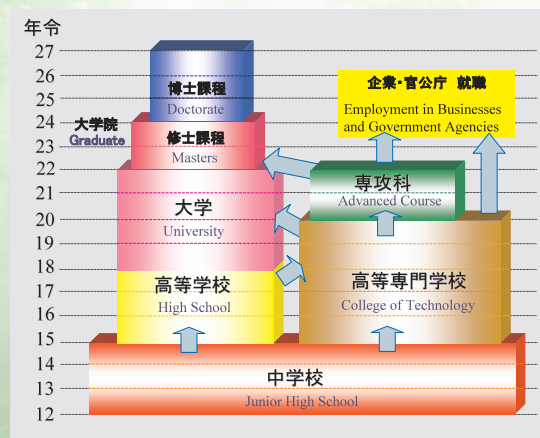 年令
27
26
25
24
23
22
21
20
19
18
17
16
15
14
13
12
博士課程
Doctorate
大学院
Graduate
修士課程
Masters
大学
University
高等学校
High School
企業・官公庁 就職
Employment in Businesses
and Government Agencies
専攻科
Advanced Course
高等専門学校
College of Technology
中学校
Junior High School